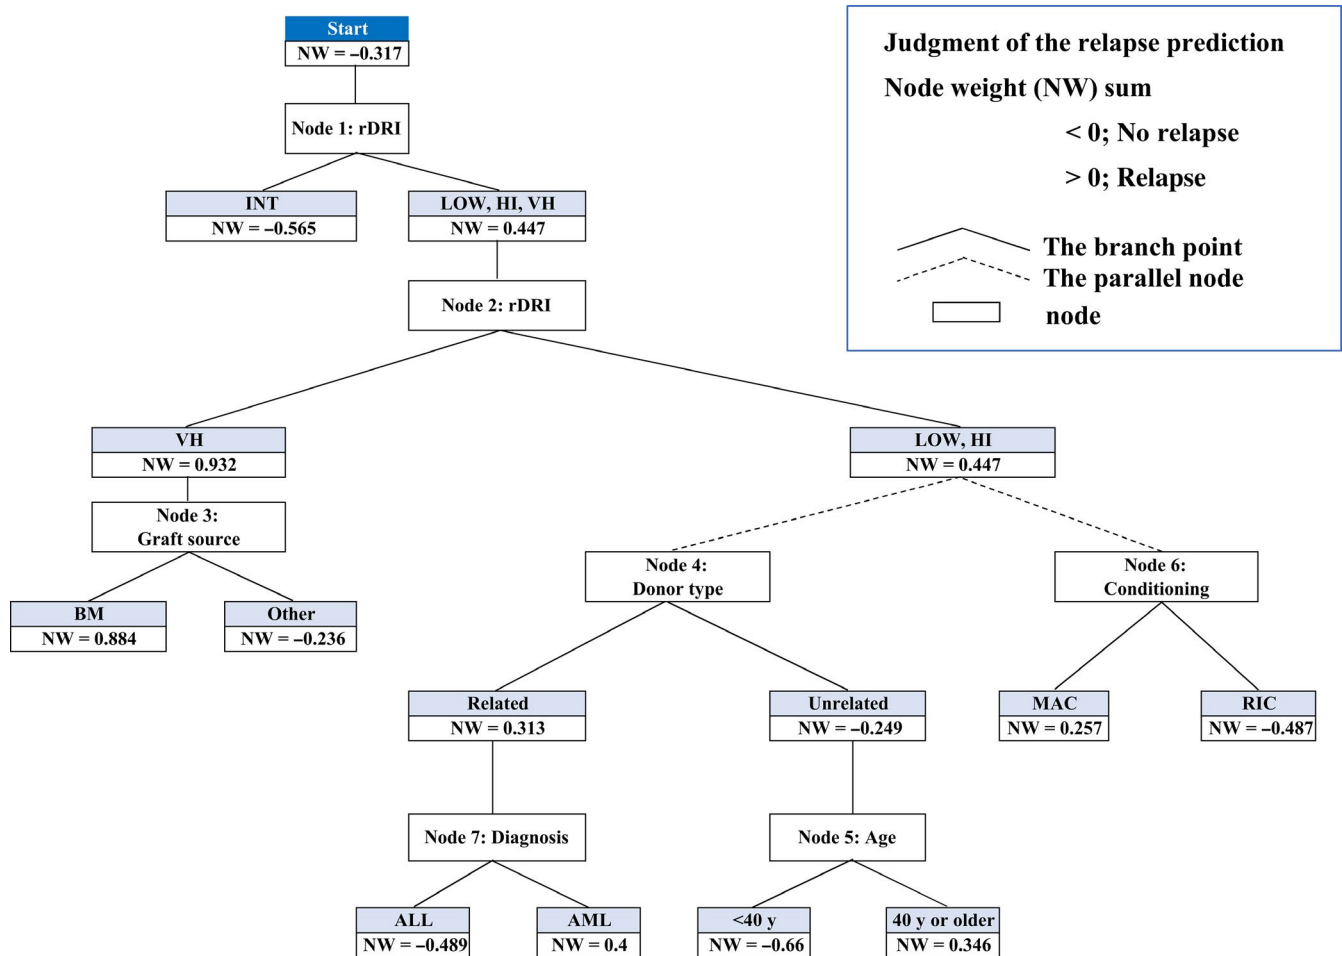 Start
NW = –0.317
Node 1: rDRI
INT
NW = –0.565
LOW, HI, VH
NW = 0.447
Node 2: rDRI
VH
NW = 0.932
LOW, HI
NW = 0.447
Node 3:
Graft source
BM
NW = 0.884
Other
NW = –0.236
Node 4:
Donor type
Node 6:
Conditioning
Related
NW = 0.313
Unrelated
NW = –0.249
MAC
NW = 0.257
RIC
NW = –0.487
Node 7: Diagnosis
Node 5: Age
ALL
NW = –0.489
AML
NW = 0.4
<40 y
NW = –0.66
40 y or older
NW = 0.346
Judgment of the relapse prediction
Node weight (NW) sum
< 0; No relapse
> 0; Relapse
The branch point
The parallel node
node